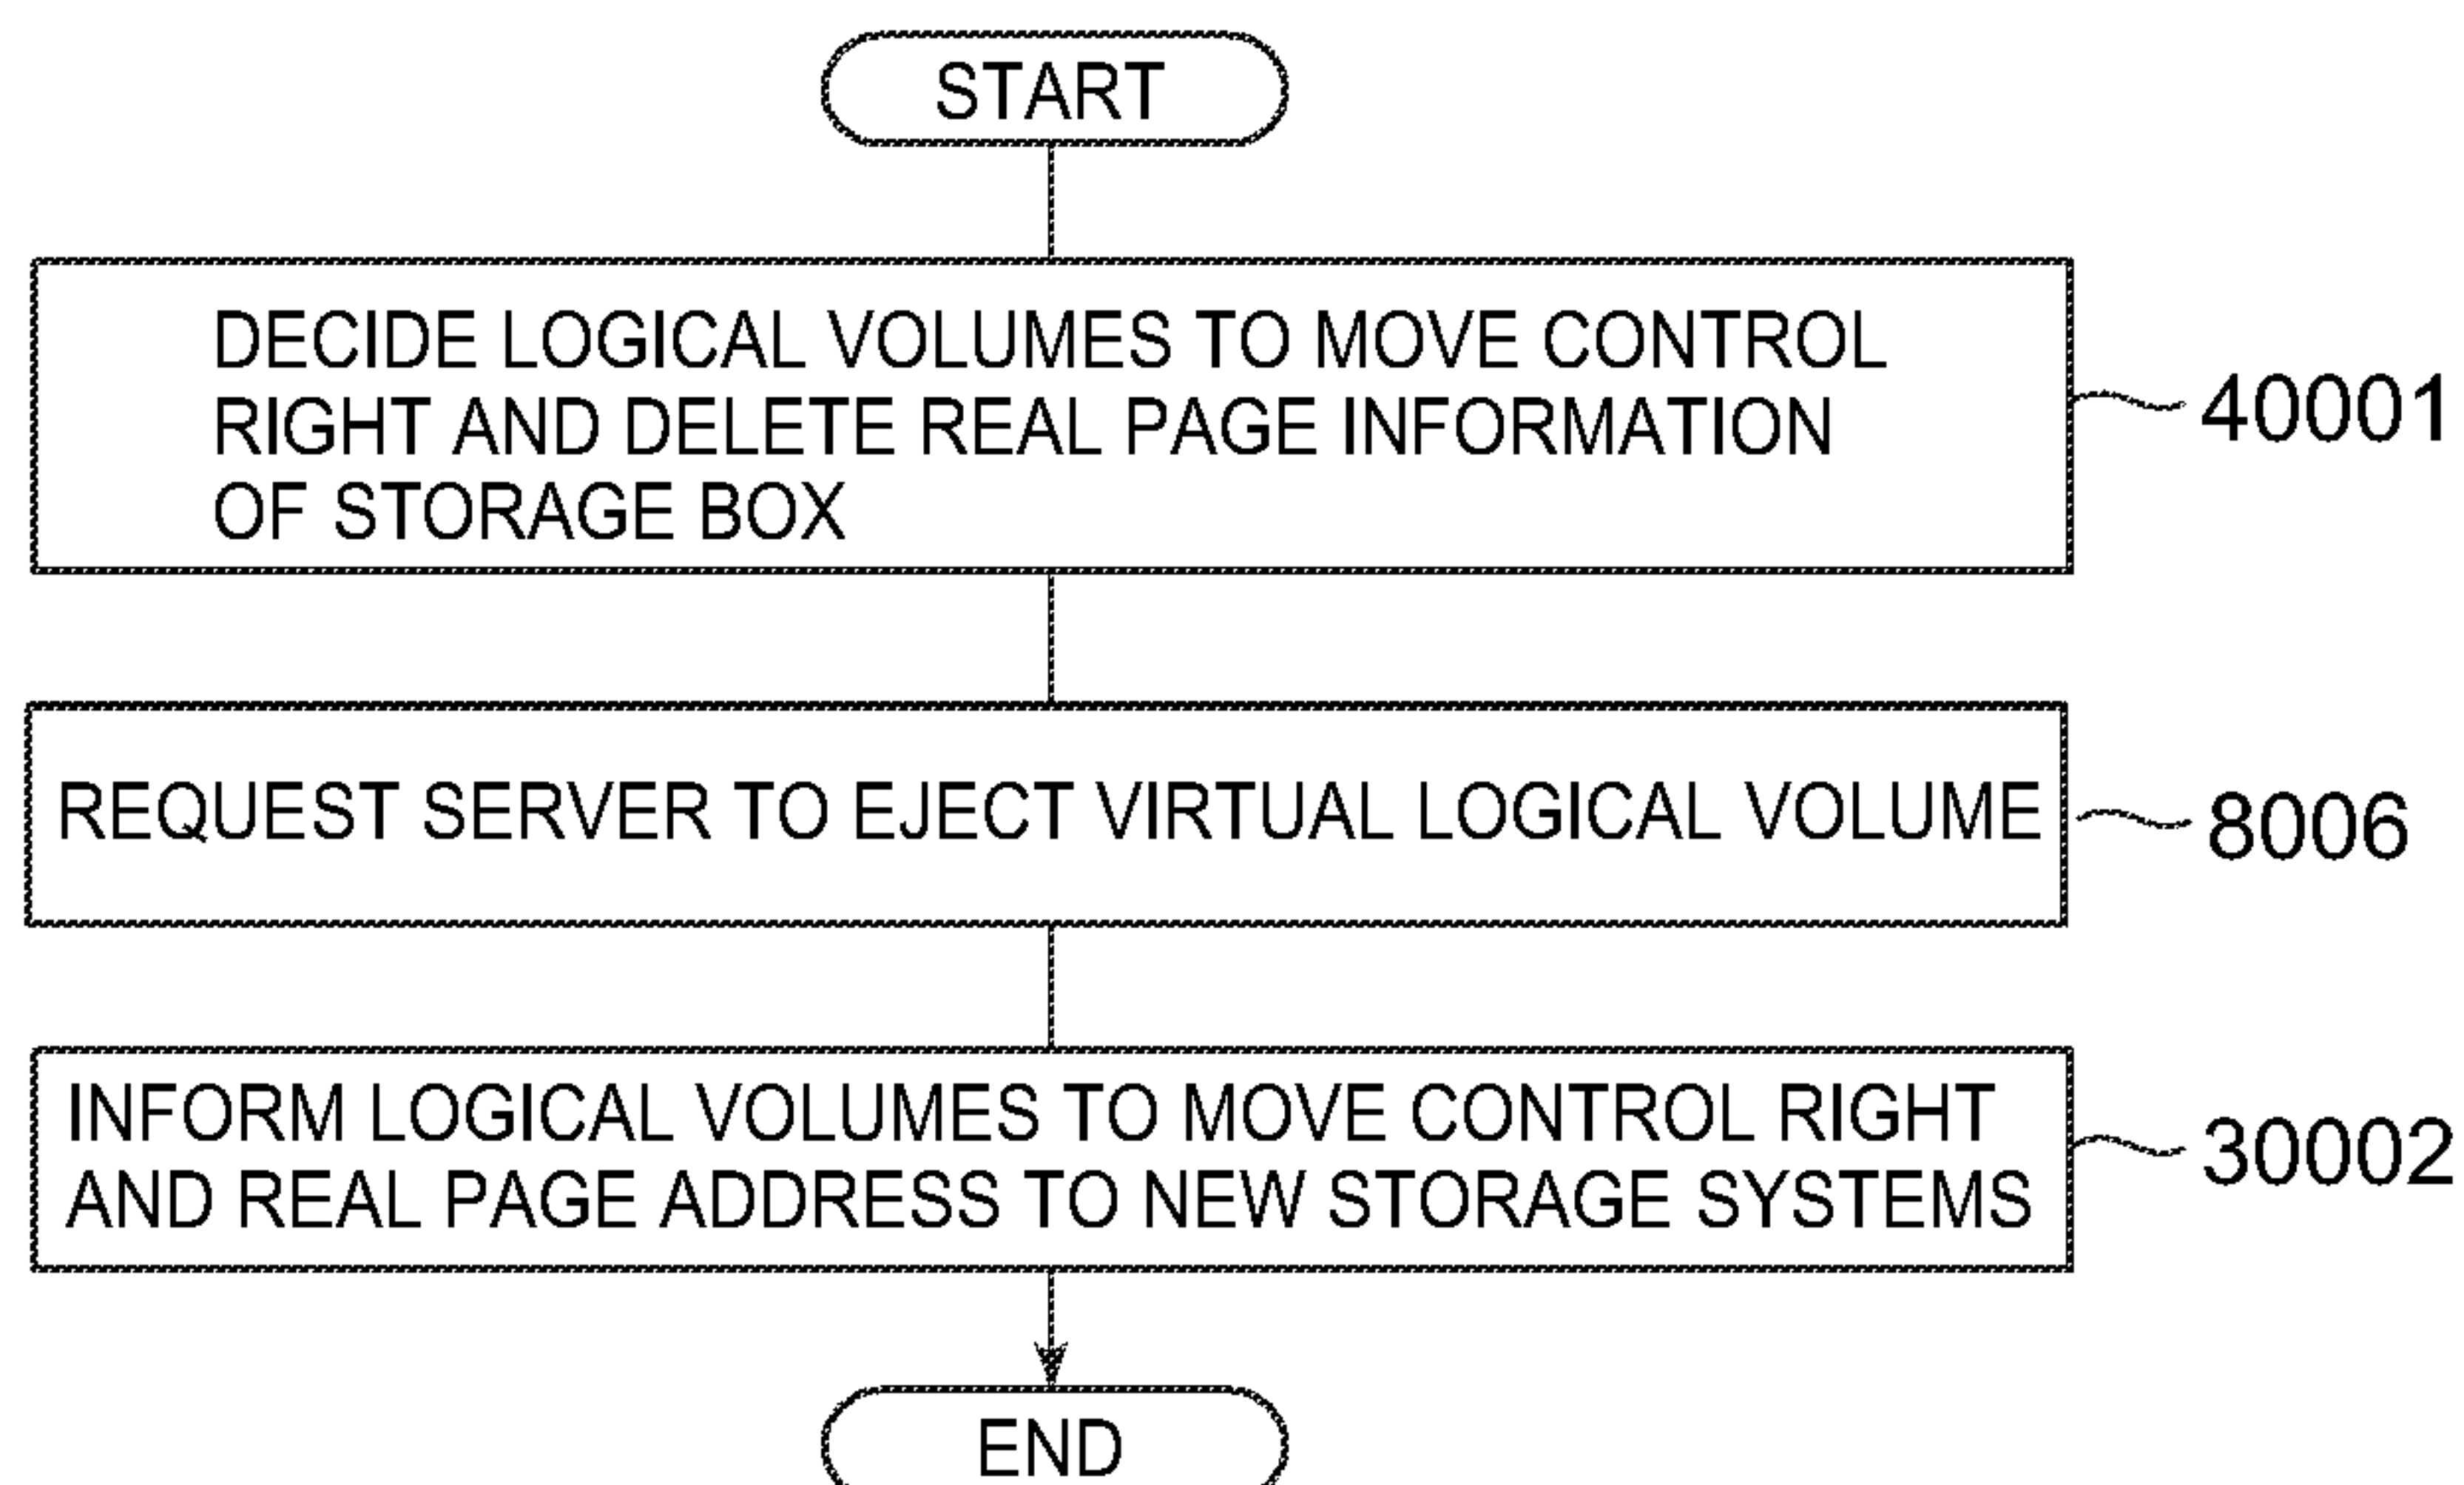 START
DECIDE LOGICAL VOLUMES TO MOVE CONTROL
RIGHT AND DELETE REAL PAGE INFORMATION
OF STORAGE BOX
40001
REQUEST SERVER TO EJECT VIRTUAL LOGICAL VOLUME
8006
INFORM LOGICAL VOLUMES TO MOVE CONTROL RIGHT
AND REAL PAGE ADDRESS TO NEW STORAGE SYSTEMS
30002
END